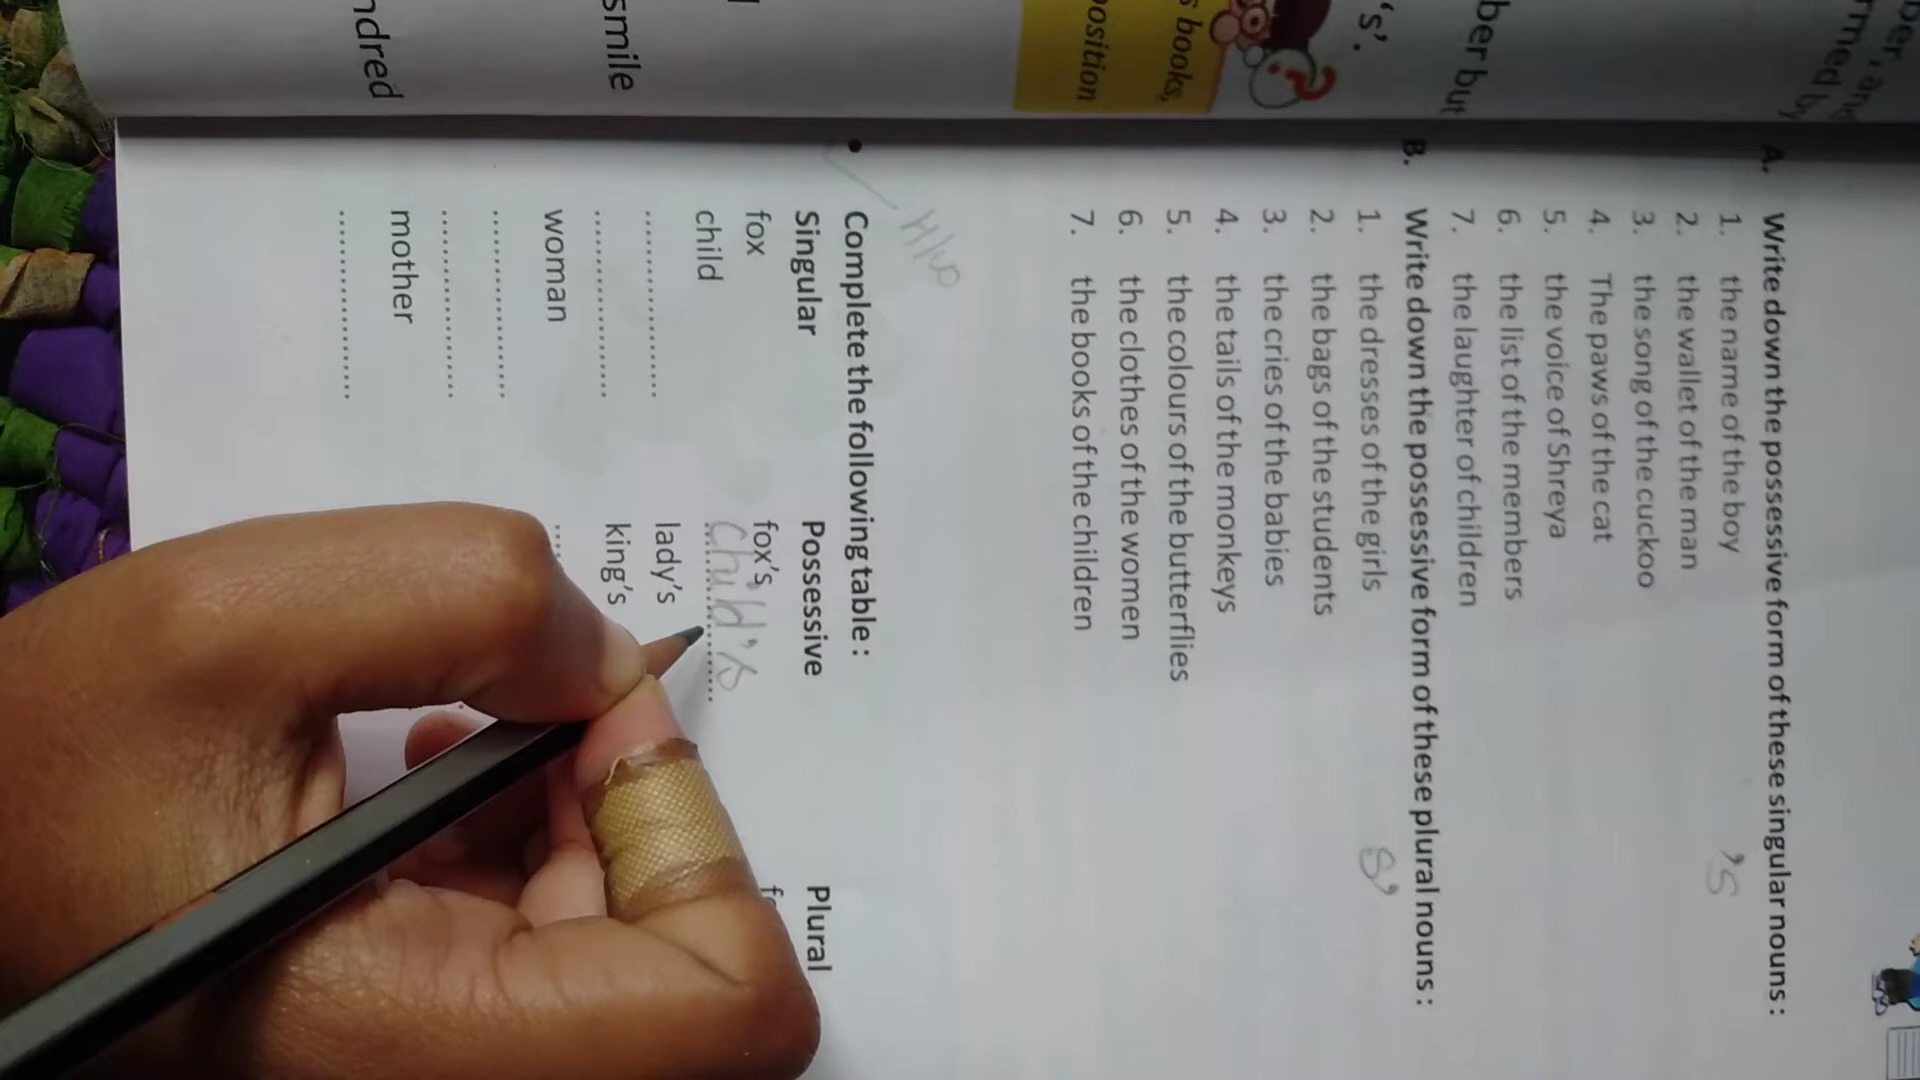 ber, and
rmed by
ber but
's'.
s books,
position
smile
ndred
A. Write down the possessive form of these singular nouns :
's
1. the name of the boy
2. the wallet of the man
3. the song of the cuckoo
4. The paws of the cat
5. the voice of Shreya
6. the list of the members
7. the laughter of children
B. Write down the possessive form of these plural nouns :
s'
1. the dresses of the girls
2. the bags of the students
3. the cries of the babies
4. the tails of the monkeys
5. the colours of the butterflies
6. the clothes of the women
7. the books of the children
H/W
• Complete the following table :
Singular Possessive Plural
fox fox's
child child's
.................... lady's
.................... king's
woman
....................
....................
mother
....................